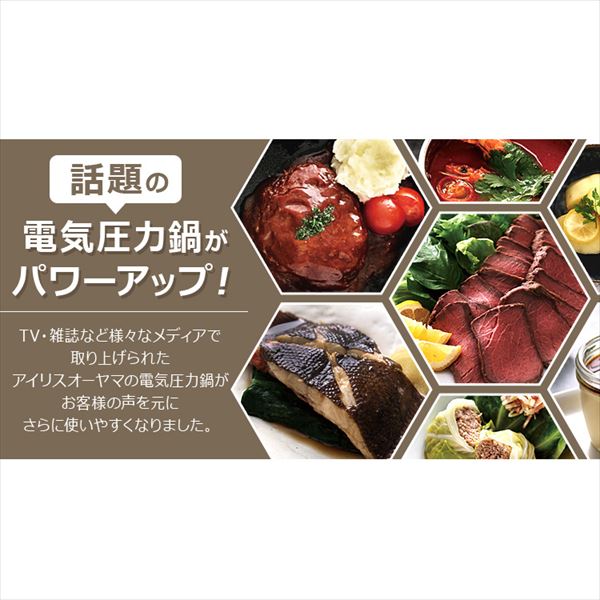 話題の
電気圧力鍋が
パワーアップ!
TV・雑誌など様々なメディアで
取り上げられた
アイリスオーヤマの電気圧力鍋が
お客様の声を元に
さらに使いやすくなりました。